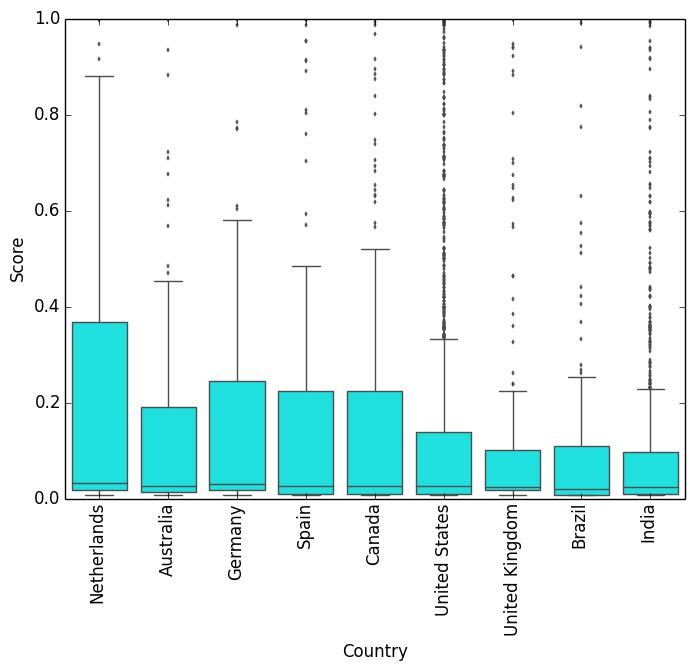 1.0
0.8
0.6
0.4
0.2
0.0
Score
Netherlands
Australia
Germany
Spain
Canada
United States
United Kingdom
Brazil
India
Country